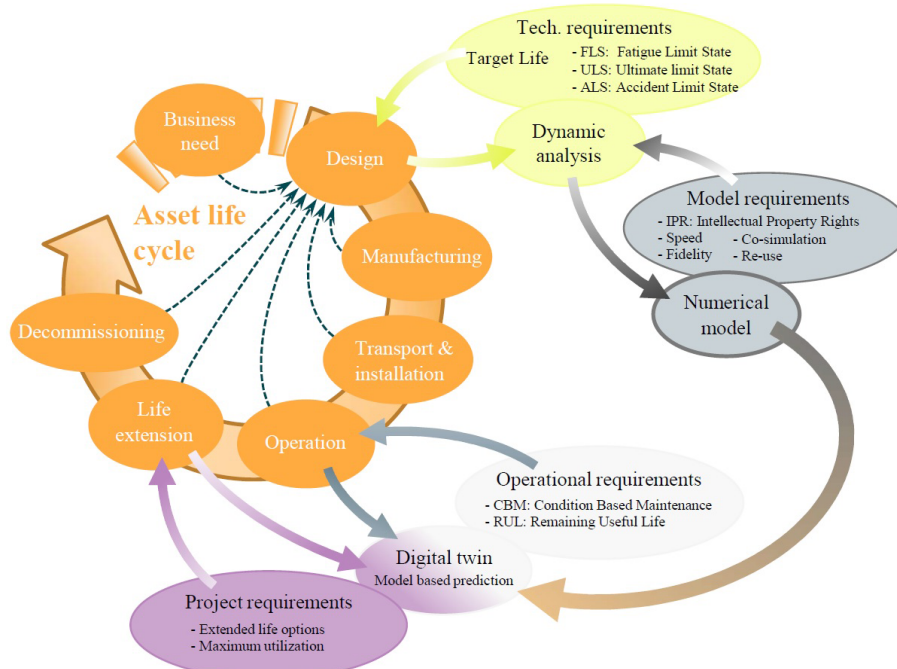 Tech. requirements
Target Life
- FLS:  Fatigue Limit State
- ULS: Ultimate limit State
- ALS: Accident Limit State
Business
need
Design
Dynamic
analysis
Asset life
cycle
Model requirements
- IPR: Intellectual Property Rights
- Speed
- Co-simulation
- Fidelity
- Re-use
Manufacturing
Numerical
model
Decommissioning
Transport &
installation
Life
extension
Operation
Operational requirements
- CBM: Condition Based Maintenance
- RUL: Remaining Useful Life
Digital twin
Model based prediction
Project requirements
- Extended life options
- Maximum utilization